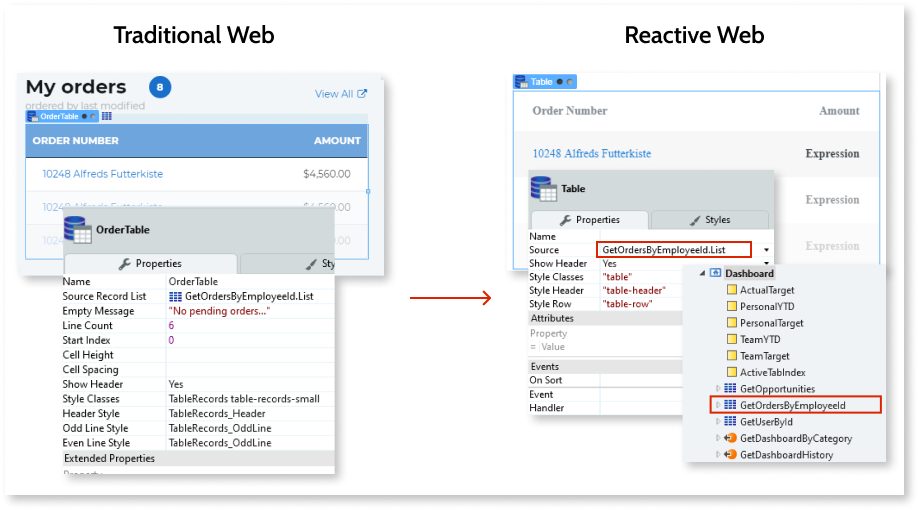 Traditional Web
My orders 8
View All
ordered by last modified
OrderTable
ORDER NUMBER AMOUNT
10248 Alfreds Futterkiste $4,560.00
10248 Alfreds Futterkiste $4,560.00
OrderTable
Properties
Name OrderTable
Source Record List GetOrdersByEmployeeId.List
Empty Message "No pending orders..."
Line Count 6
Start Index 0
Cell Height
Cell Spacing
Show Header Yes
Style Classes TableRecords table-records-small
Header Style TableRecords_Header
Odd Line Style TableRecords_OddLine
Even Line Style TableRecords_OddLine
Extended Properties
Reactive Web
Table
Order Number Amount
10248 Alfreds Futterkiste Expression
Expression
Expression
Table
Properties Styles
Name
Source GetOrdersByEmployeeId.List
Show Header Yes
Style Classes "table"
Style Header "table-header"
Style Row "table-row"
Attributes
Property
= Value
Events
On Sort
Event
Handler
Dashboard
ActualTarget
PersonalYTD
PersonalTarget
TeamYTD
TeamTarget
ActiveTabIndex
GetOpportunities
GetOrdersByEmployeeId
GetUserById
GetDashboardByCategory
GetDashboardHistory